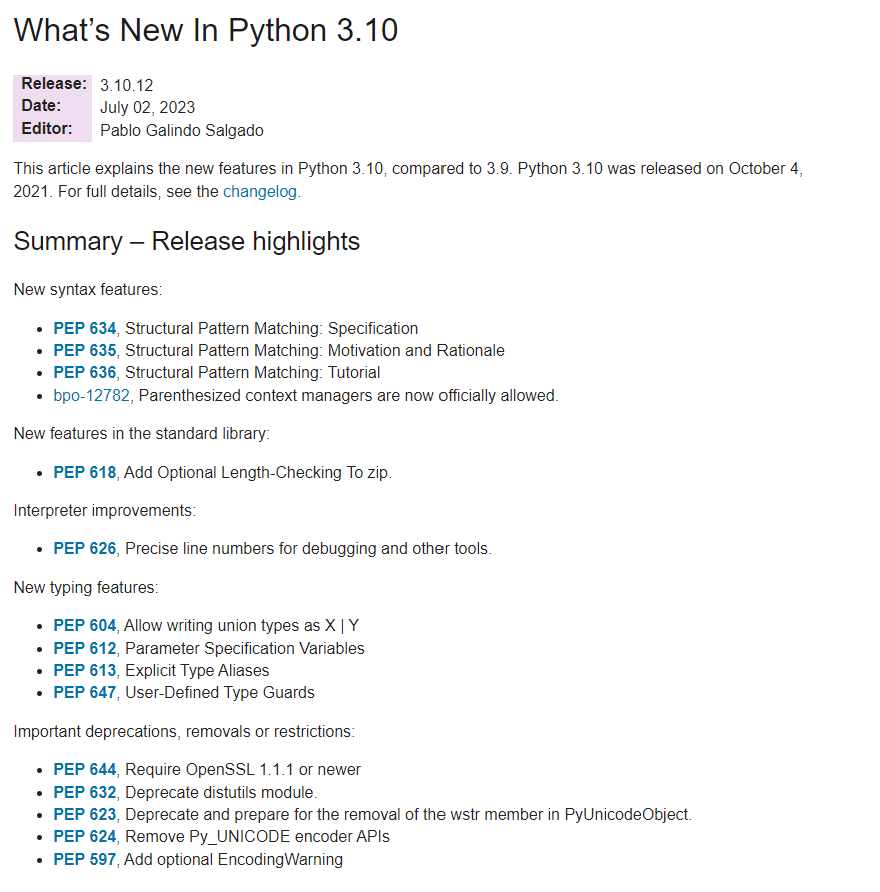 What’s New In Python 3.10
Release: 3.10.12
Date: July 02, 2023
Editor: Pablo Galindo Salgado
This article explains the new features in Python 3.10, compared to 3.9. Python 3.10 was released on October 4,
2021. For full details, see the changelog.
Summary – Release highlights
New syntax features:
• PEP 634, Structural Pattern Matching: Specification
• PEP 635, Structural Pattern Matching: Motivation and Rationale
• PEP 636, Structural Pattern Matching: Tutorial
• bpo-12782, Parenthesized context managers are now officially allowed.
New features in the standard library:
• PEP 618, Add Optional Length-Checking To zip.
Interpreter improvements:
• PEP 626, Precise line numbers for debugging and other tools.
New typing features:
• PEP 604, Allow writing union types as X | Y
• PEP 612, Parameter Specification Variables
• PEP 613, Explicit Type Aliases
• PEP 647, User-Defined Type Guards
Important deprecations, removals or restrictions:
• PEP 644, Require OpenSSL 1.1.1 or newer
• PEP 632, Deprecate distutils module.
• PEP 623, Deprecate and prepare for the removal of the wstr member in PyUnicodeObject.
• PEP 624, Remove Py_UNICODE encoder APIs
• PEP 597, Add optional EncodingWarning